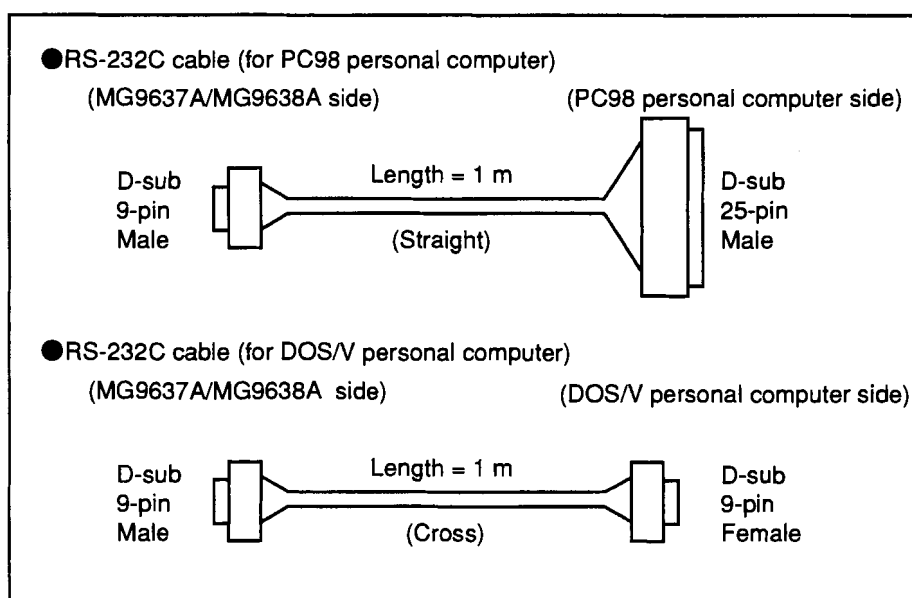 ●RS-232C cable (for PC98 personal computer)
(MG9637A/MG9638A side) (PC98 personal computer side)
D-sub
9-pin
Male
Length = 1 m
(Straight)
D-sub
25-pin
Male
●RS-232C cable (for DOS/V personal computer)
(MG9637A/MG9638A side) (DOS/V personal computer side)
D-sub
9-pin
Male
Length = 1 m
(Cross)
D-sub
9-pin
Female